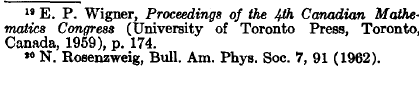 ¹⁹ E. P. Wigner, Proceedings of the 4th Canadian Mathe-
matics Congress (University of Toronto Press, Toronto,
Canada, 1959), p. 174.
²⁰ N. Rosenzweig, Bull. Am. Phys. Soc. 7, 91 (1962).